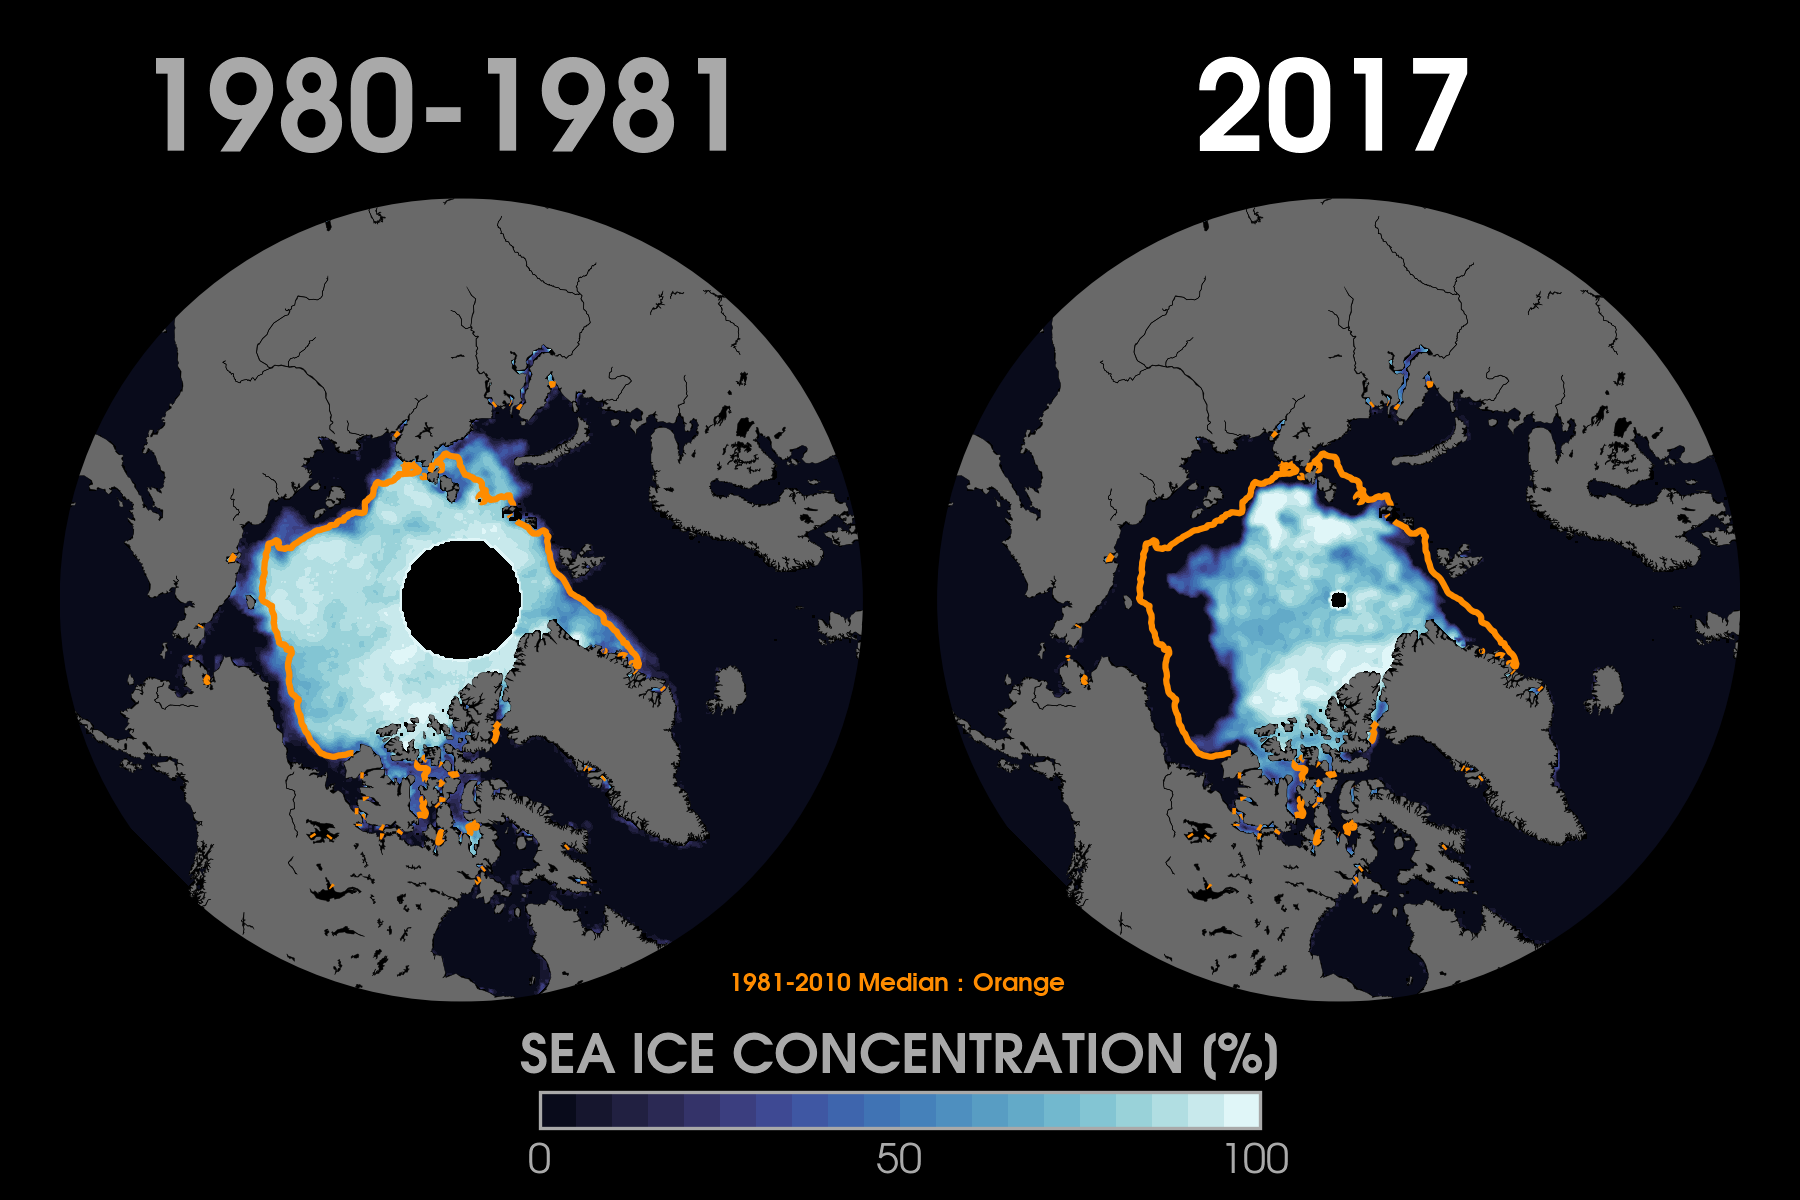 1980-1981
2017
1981-2010 Median : Orange
SEA ICE CONCENTRATION (%)
0 50 100